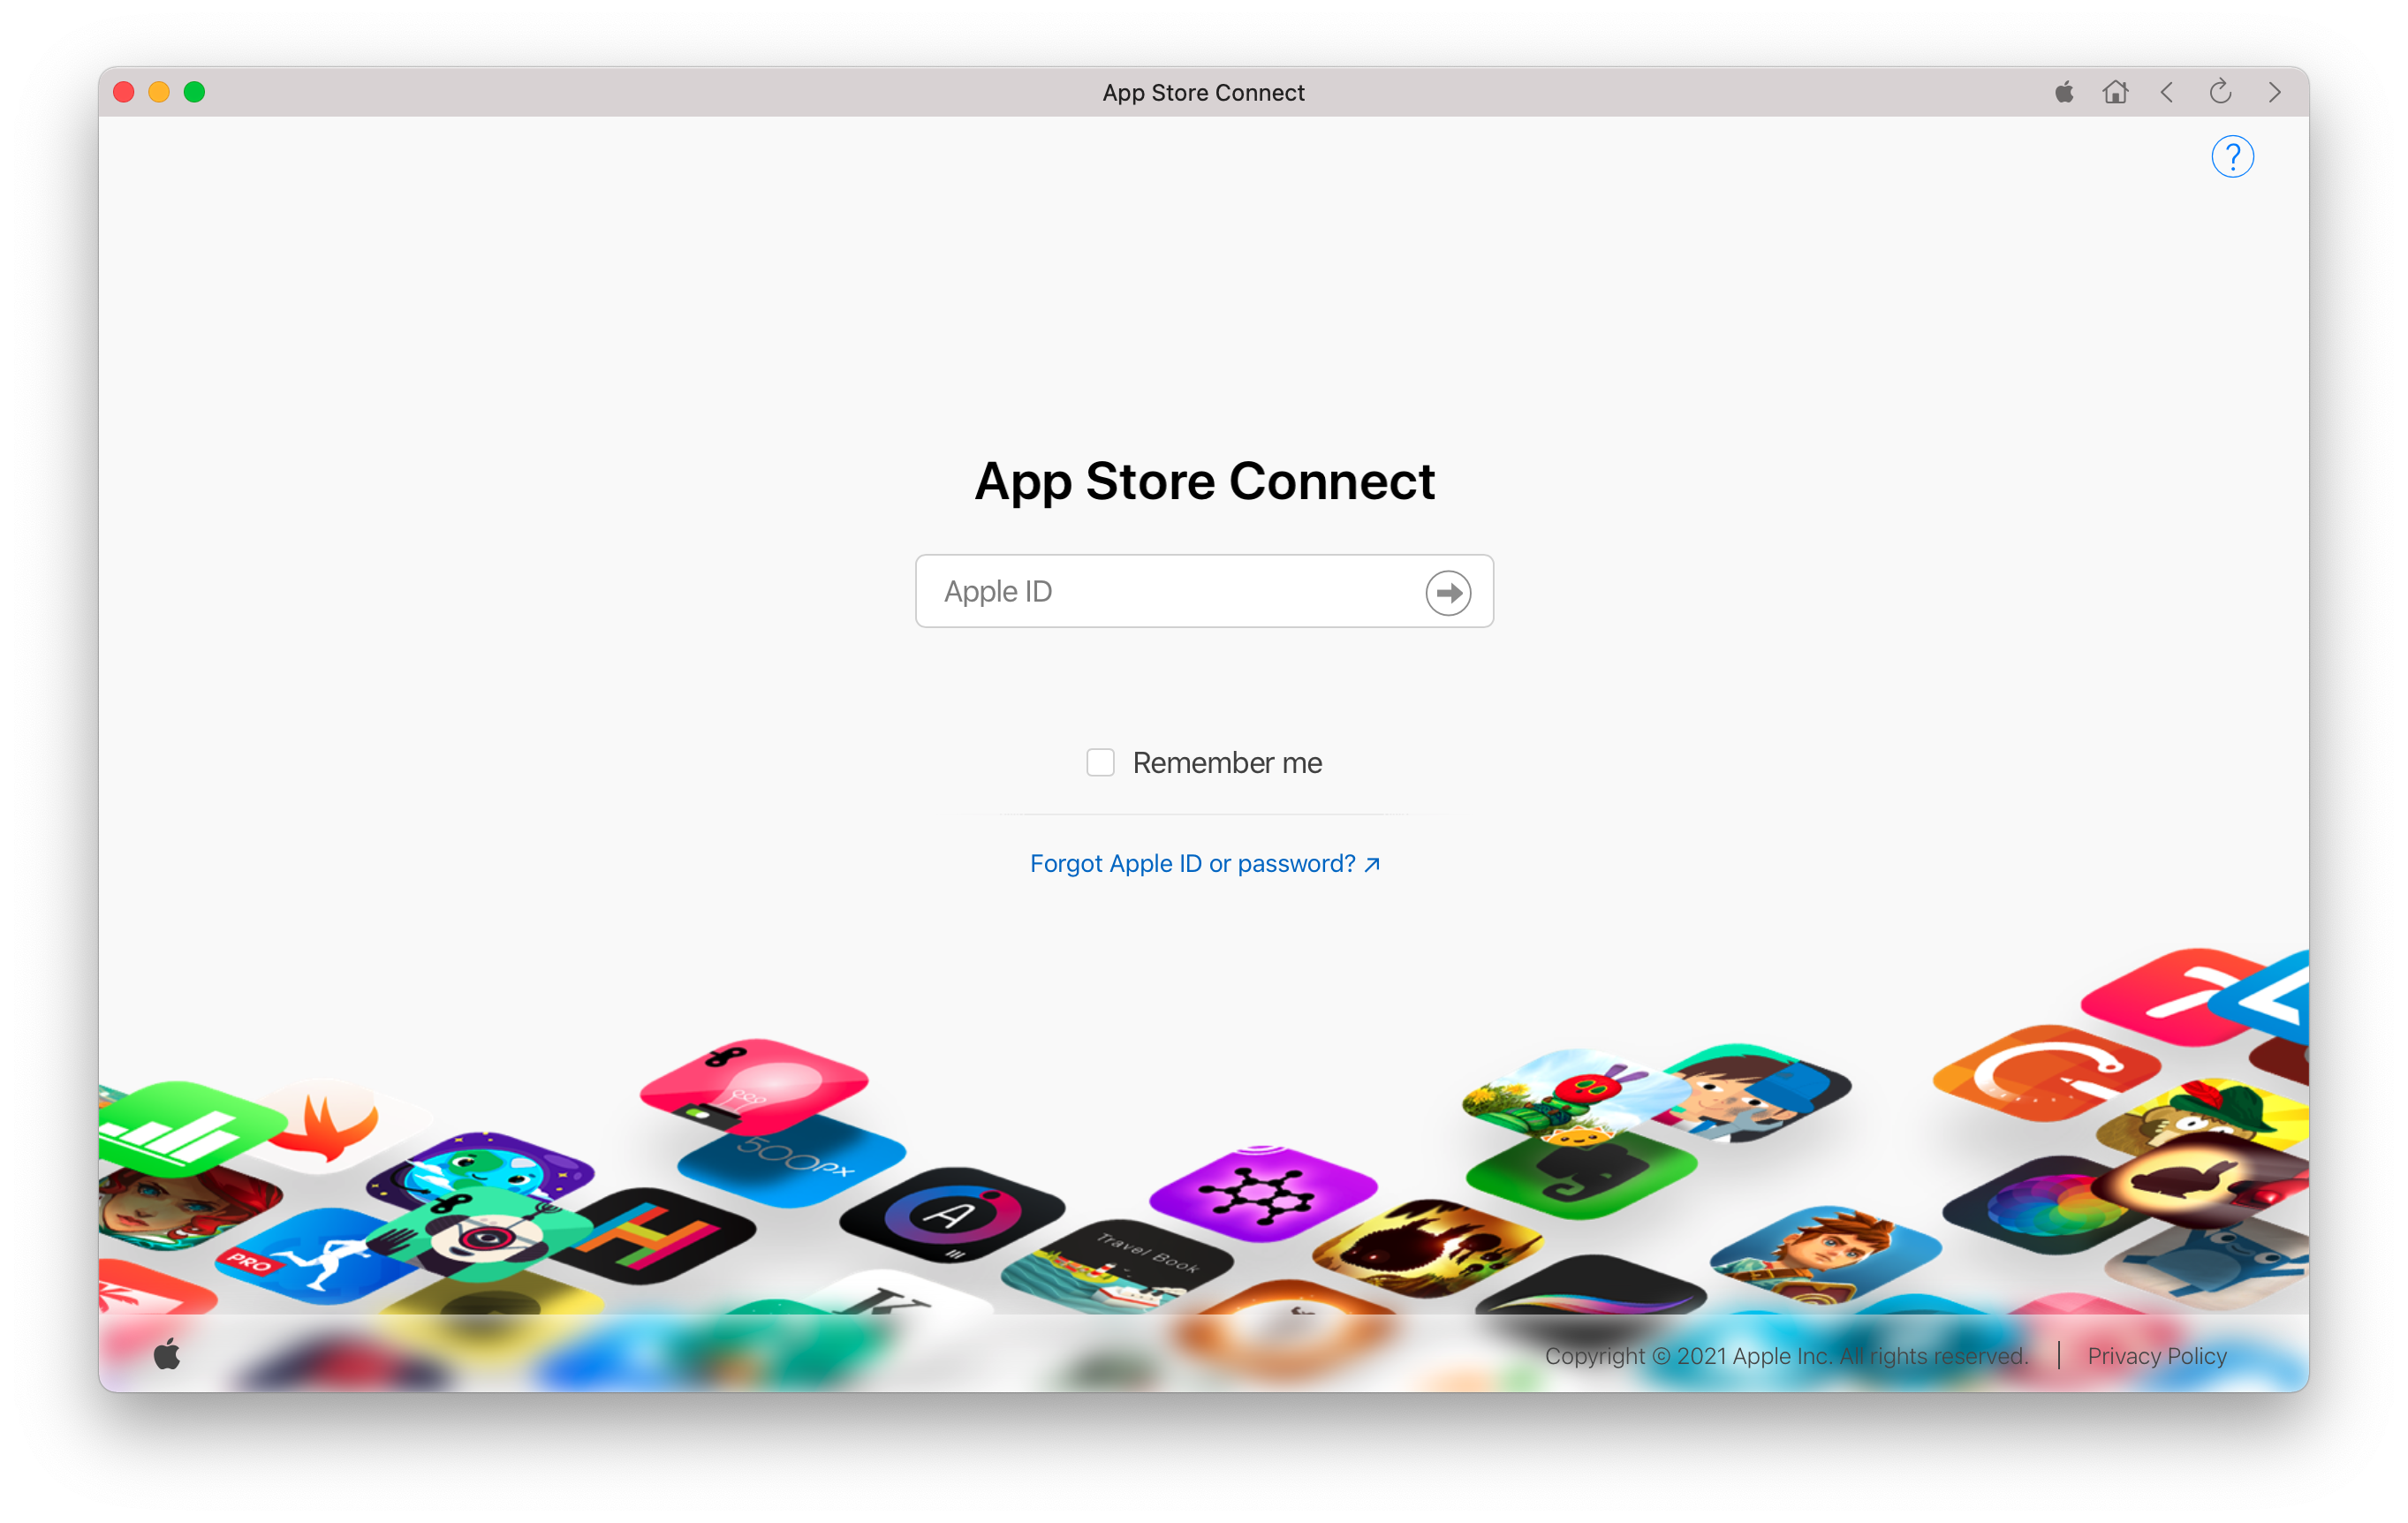 App Store Connect
?
App Store Connect
Apple ID
Remember me
Forgot Apple ID or password? ↗
500px
A
Travel Book
PRO
K
Copyright © 2021 Apple Inc. All rights reserved. | Privacy Policy